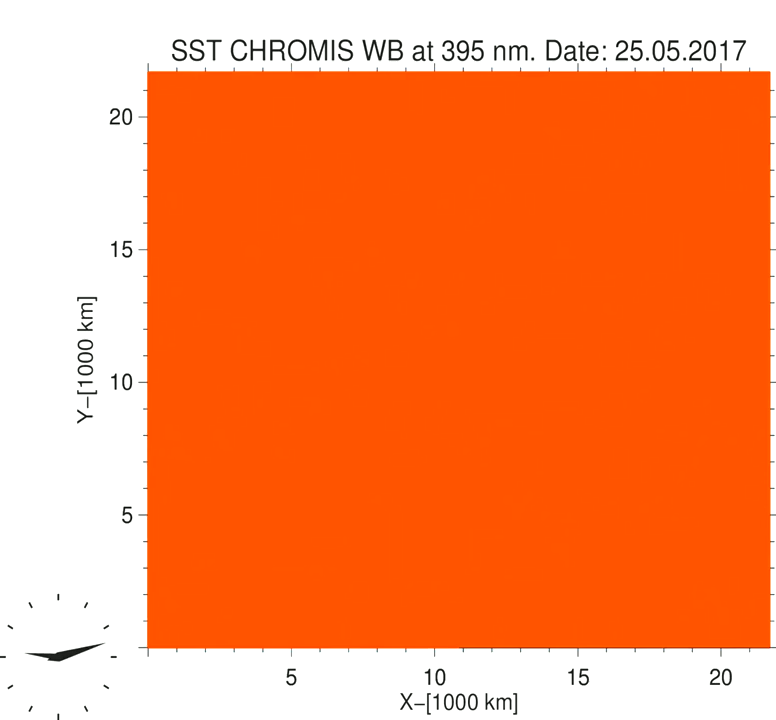 SST CHROMIS WB at 395 nm. Date: 25.05.2017
20
15
10
5
Y−[1000 km]
5 10 15 20
X−[1000 km]